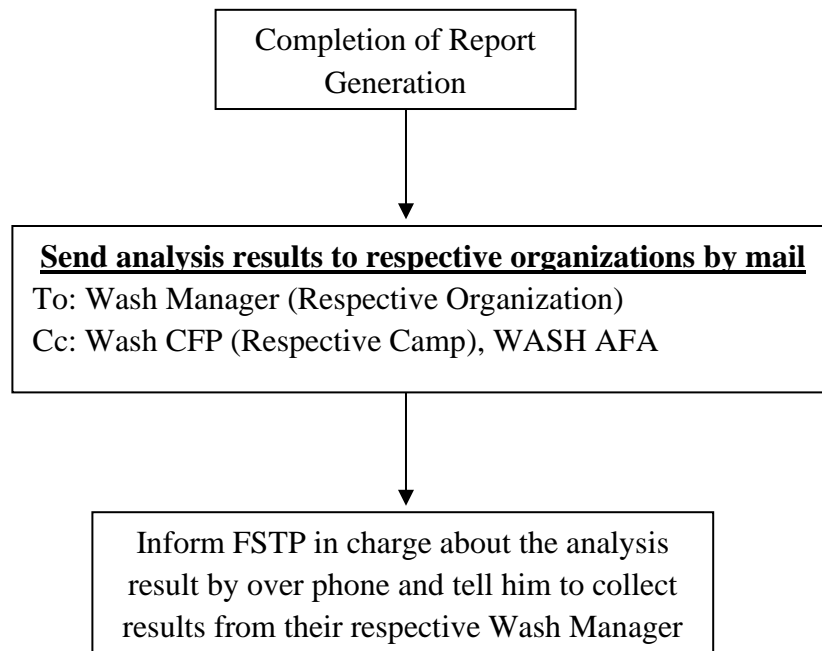 Completion of Report
Generation
Send analysis results to respective organizations by mail
To: Wash Manager (Respective Organization)
Cc: Wash CFP (Respective Camp), WASH AFA
Inform FSTP in charge about the analysis
result by over phone and tell him to collect
results from their respective Wash Manager